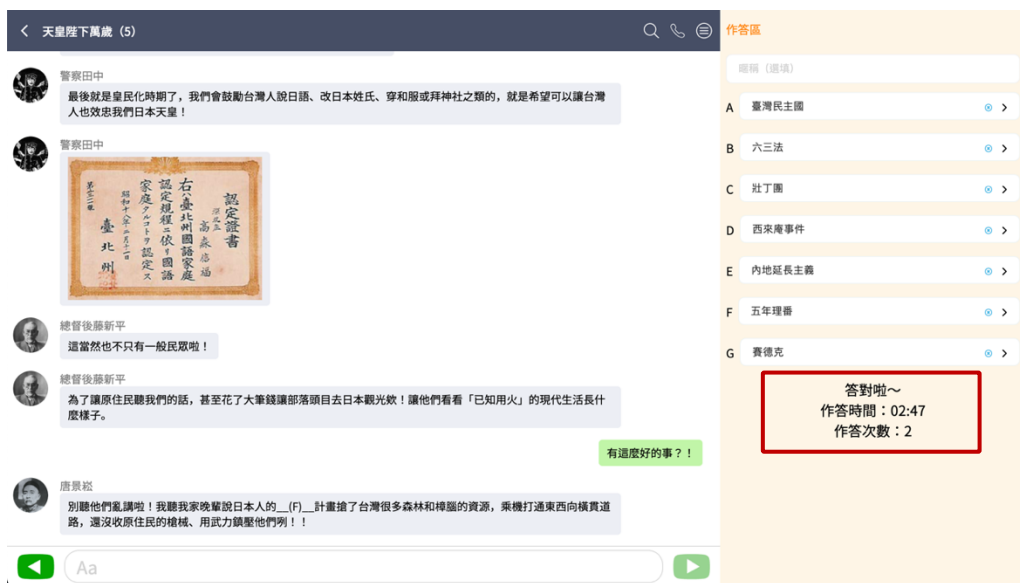 天皇陛下萬歲（5）
警察田中
最後就是皇民化時期了，我們會鼓勵台灣人說日語、改日本姓氏、穿和服或拜神社之類的，就是希望可以讓台灣
人也效忠我們日本天皇！
警察田中
認定證書
右ハ臺北州國語家庭
認定規程ニ依リ國語
家庭タルコトヲ認定ス
昭和十八年二月十一日
臺北州
總督後藤新平
這當然也不只有一般民眾啦！
總督後藤新平
為了讓原住民聽我們的話，甚至花了大筆錢讓部落頭目去日本觀光欸！讓他們看看「已知用火」的現代生活長什
麼樣子。
有這麼好的事？！
唐景崧
別聽他們亂講啦！我聽我家晚輩說日本人的__(F)__計畫搶了台灣很多森林和樟腦的資源，乘機打通東西向橫貫道
路，還沒收原住民的槍械、用武力鎮壓他們咧！！
Aa
作答區
暱稱（選填）
A 臺灣民主國
B 六三法
C 壯丁團
D 西來庵事件
E 內地延長主義
F 五年理番
G 賽德克
答對啦～
作答時間：02:47
作答次數：2